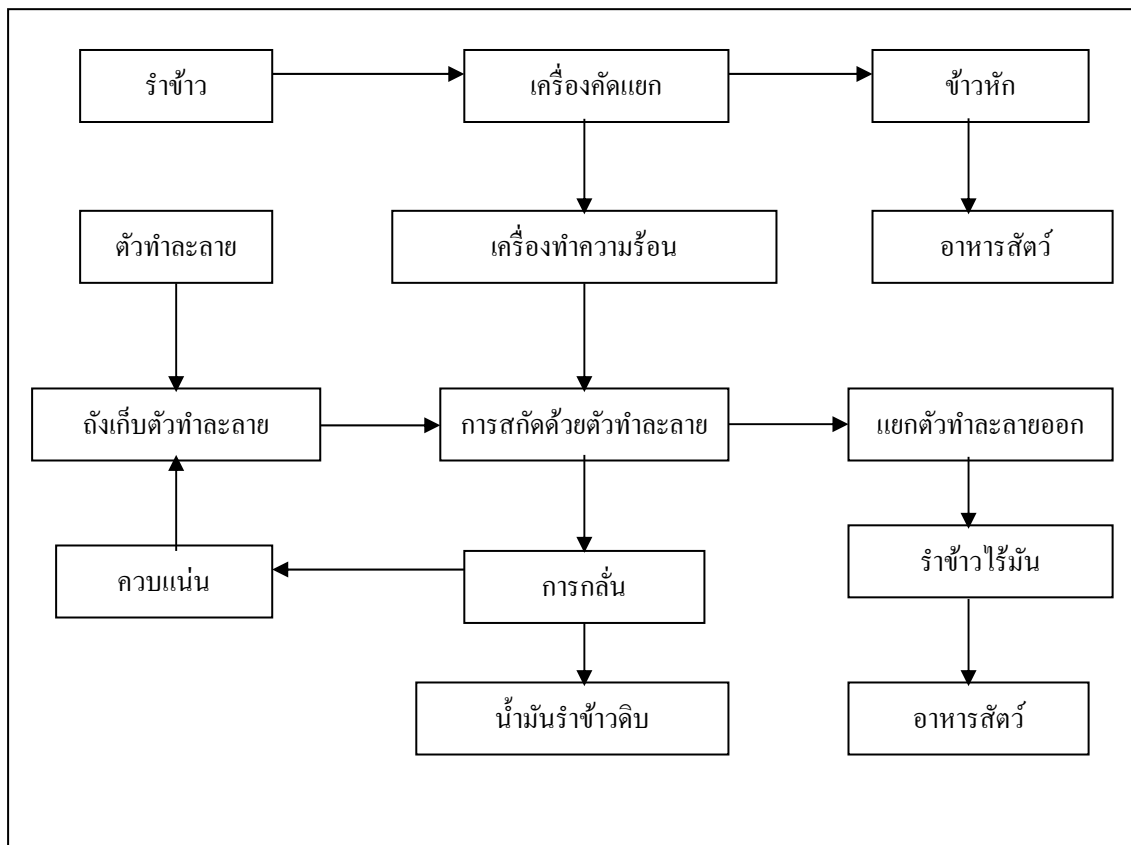 รำข้าว
เครื่องคัดแยก
ข้าวหัก
ตัวทำละลาย
เครื่องทำความร้อน
อาหารสัตว์
ถังเก็บตัวทำละลาย
การสกัดด้วยตัวทำละลาย
แยกตัวทำละลายออก
ควบแน่น
การกลั่น
รำข้าวไร้มัน
น้ำมันรำข้าวดิบ
อาหารสัตว์